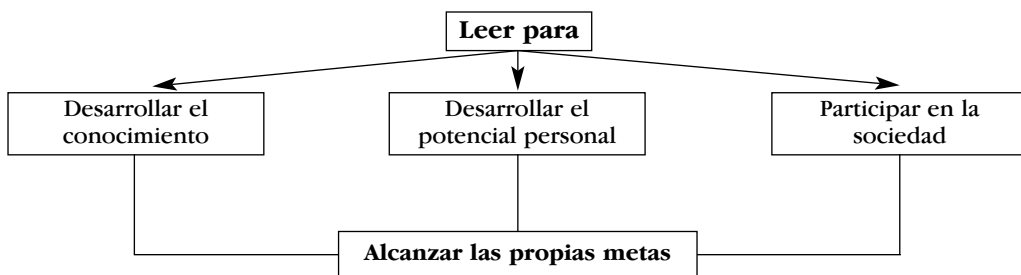 Leer para
Desarrollar el
conocimiento
Desarrollar el
potencial personal
Participar en la
sociedad
Alcanzar las propias metas